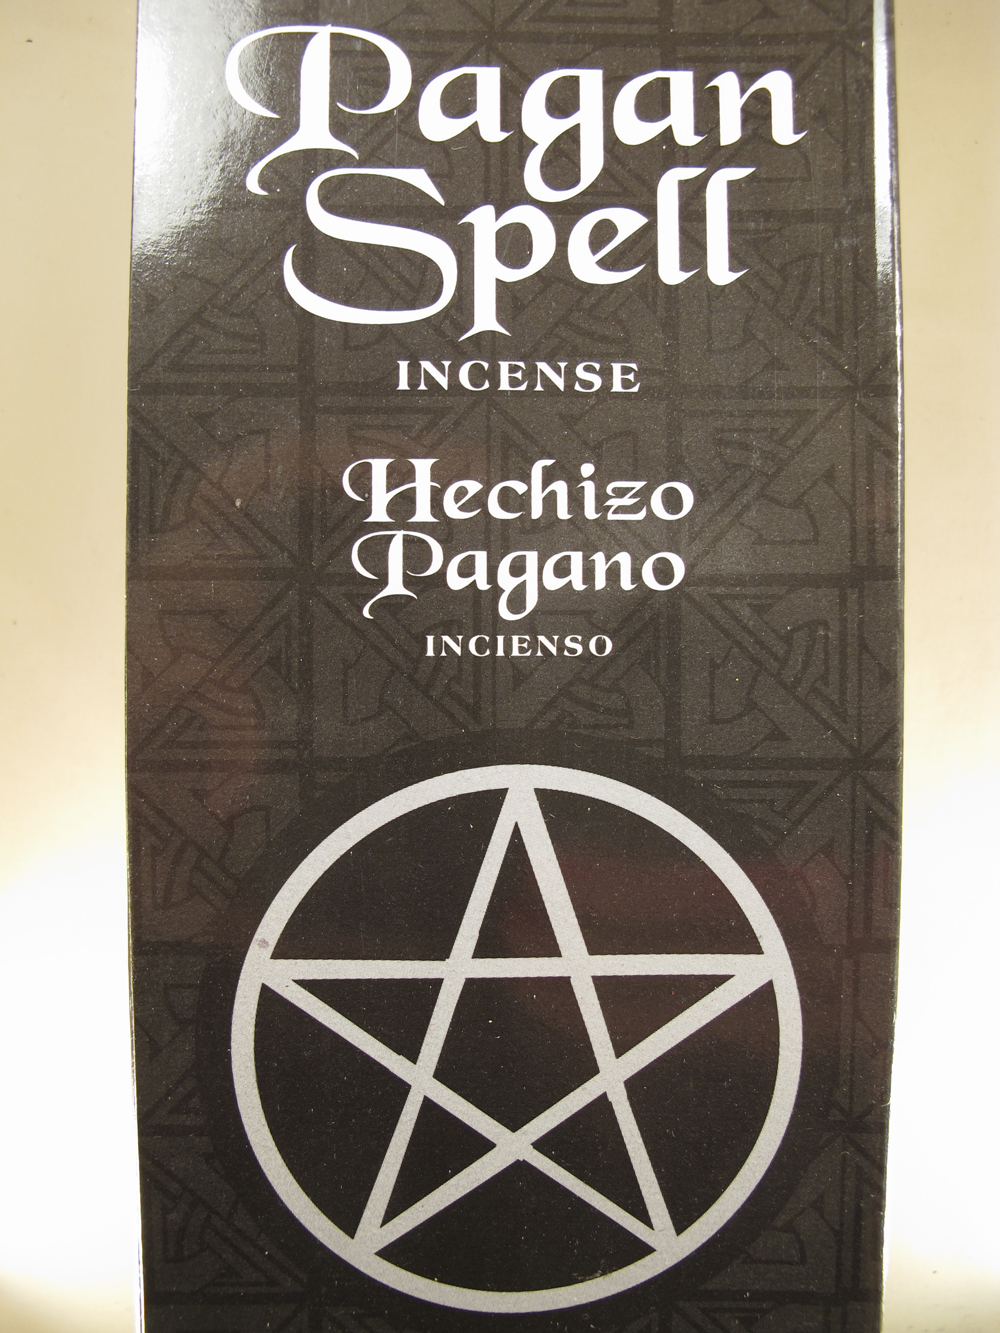 Pagan
Spell
INCENSE
Hechizo
Pagano
INCIENSO